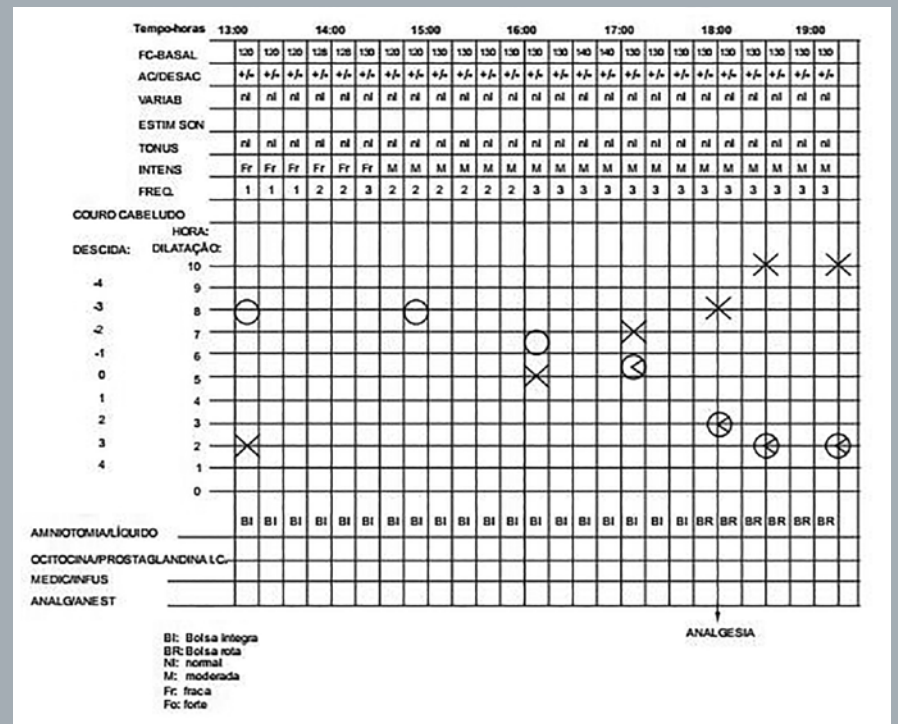 Tempo-horas 13:00 14:00 15:00 16:00 17:00 18:00 19:00
FC-BASAL 120 120 120 128 128 130 120 120 130 130 130 130 130 130 140 140 130 130 130 130 130 130 130 130 130
AC/DESAC +/- +/- +/- +/- +/- +/- +/- +/- +/- +/- +/- +/- +/- +/- +/- +/- +/- +/- +/- +/- +/- +/- +/- +/- +/-
VARIAB nl nl nl nl nl nl nl nl nl nl nl nl nl nl nl nl nl nl nl nl nl nl nl nl nl
ESTIM SON
TONUS nl nl nl nl nl nl nl nl nl nl nl nl nl nl nl nl nl nl nl nl nl nl nl nl nl
INTENS Fr Fr Fr Fr Fr Fr M M M M M M M M M M M M M M M M M M M
FREQ. 1 1 1 2 2 3 2 2 2 2 2 2 3 3 3 3 3 3 3 3 3 3 3 3 3
COURO CABELUDO
HORA:
DESCIDA: DILATAÇÃO:
10
-4 9
-3 8
-2 7
-1 6
0 5
1 4
2 3
3 2
4 1
0
BI BI BI BI BI BI BI BI BI BI BI BI BI BI BI BI BI BI BI BR BR BR BR BR BR
AMNIOTOMIA/LÍQUIDO
OCITOCINA/PROSTAGLANDINA I.C.
MEDIC/INFUS
ANALG/ANEST
ANALGESIA
BI: Bolsa íntegra
BR: Bolsa rota
Nl: normal
M: moderada
Fr: fraca
Fo: forte